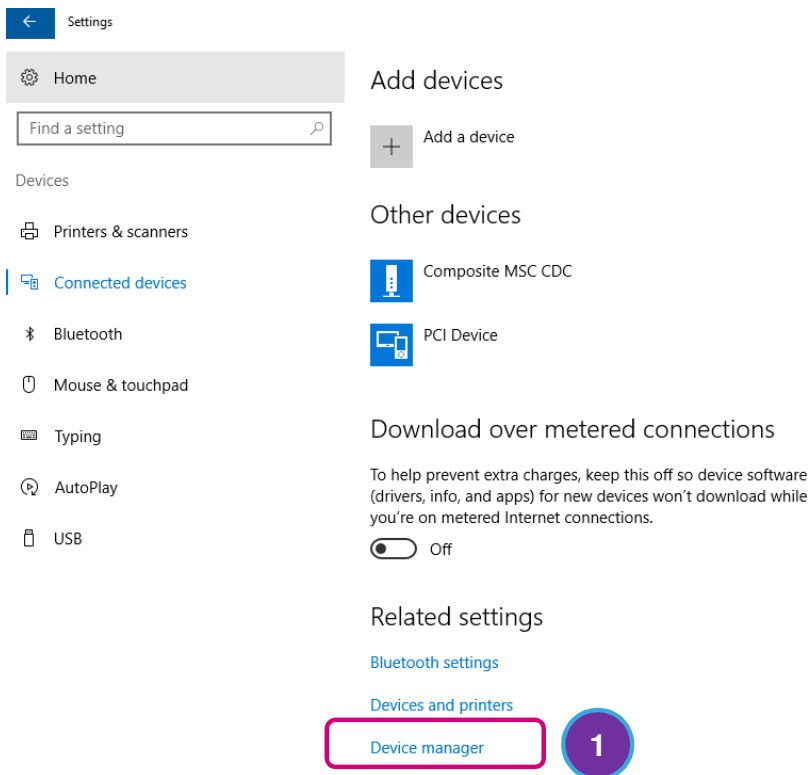 Settings
Home
Find a setting
Devices
Printers & scanners
Connected devices
Bluetooth
Mouse & touchpad
Typing
AutoPlay
USB
Add devices
Add a device
Other devices
Composite MSC CDC
PCI Device
Download over metered connections
To help prevent extra charges, keep this off so device software
(drivers, info, and apps) for new devices won't download while
you're on metered Internet connections.
Off
Related settings
Bluetooth settings
Devices and printers
Device manager
1